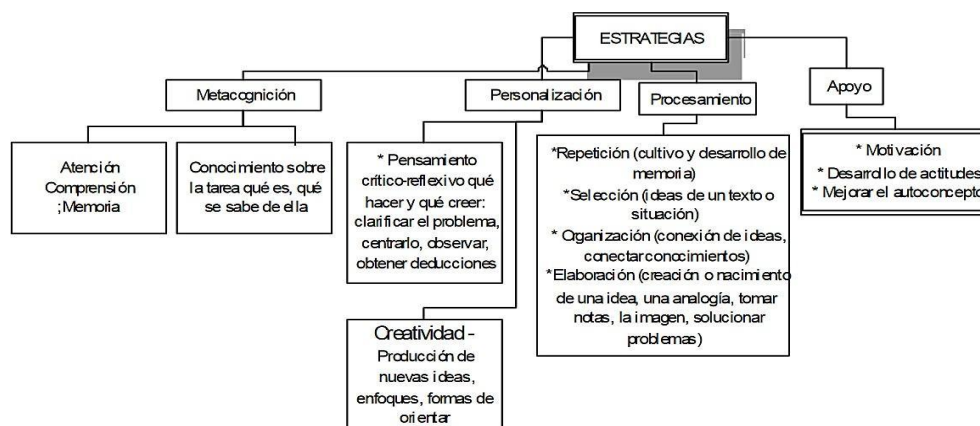 ESTRATEGIAS
Metacognición
Personalización
Procesamiento
Apoyo
Atención
Comprensión
;Memoria
Conocimiento sobre
la tarea qué es, qué
se sabe de ella
* Pensamiento
crítico-reflexivo qué
hacer y qué creer:
clarificar el problema,
centrarlo, observar,
obtener deducciones
Creatividad -
Producción de
nuevas ideas,
enfoques, formas de
orientar
*Repetición (cultivo y desarrollo de
memoria)
*Selección (ideas de un texto o
situación)
* Organización (conexión de ideas,
conectar conocimientos)
*Elaboración (creación o nacimiento
de una idea, una analogía, tomar
notas, la imagen, solucionar
problemas)
* Motivación
* Desarrollo de actitudes
* Mejorar el autoconcepto